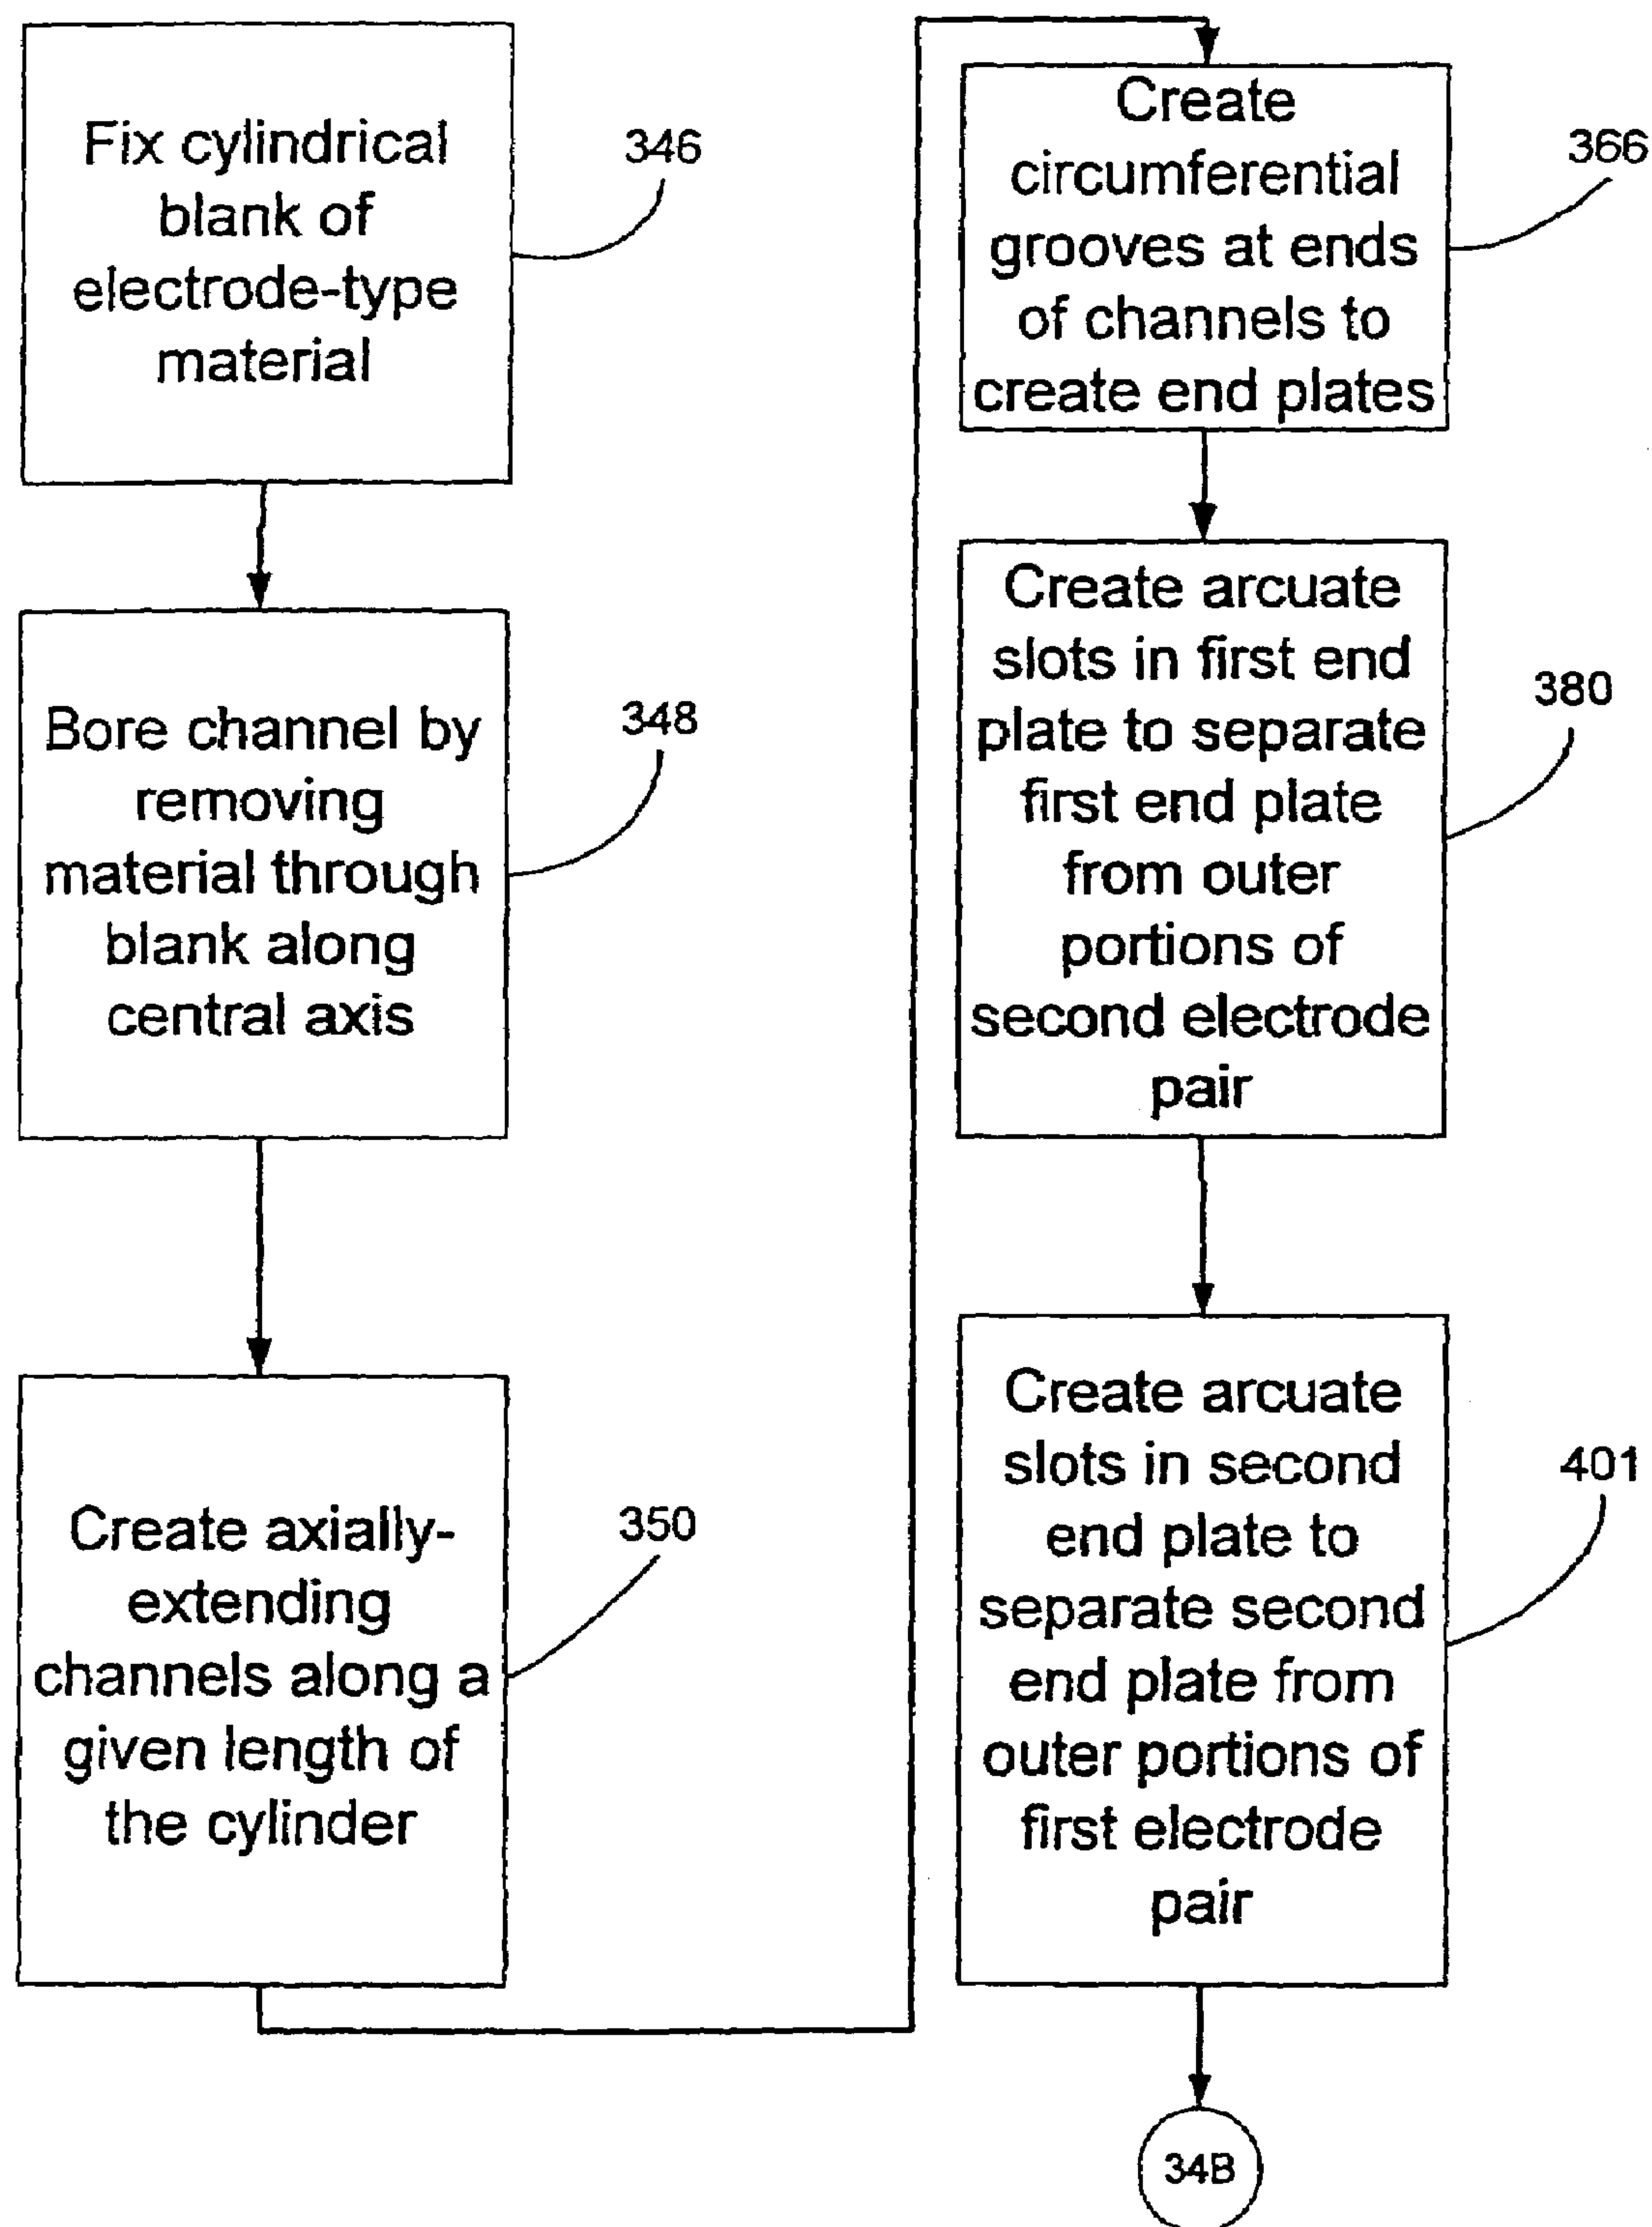 Fix cylindrical
blank of
electrode-type
material
346
Bore channel by
removing
material through
blank along
central axis
348
Create axially-
extending
channels along a
given length of
the cylinder
350
Create
circumferential
grooves at ends
of channels to
create end plates
366
Create arcuate
slots in first end
plate to separate
first end plate
from outer
portions of
second electrode
pair
380
Create arcuate
slots in second
end plate to
separate second
end plate from
outer portions of
first electrode
pair
401
34B